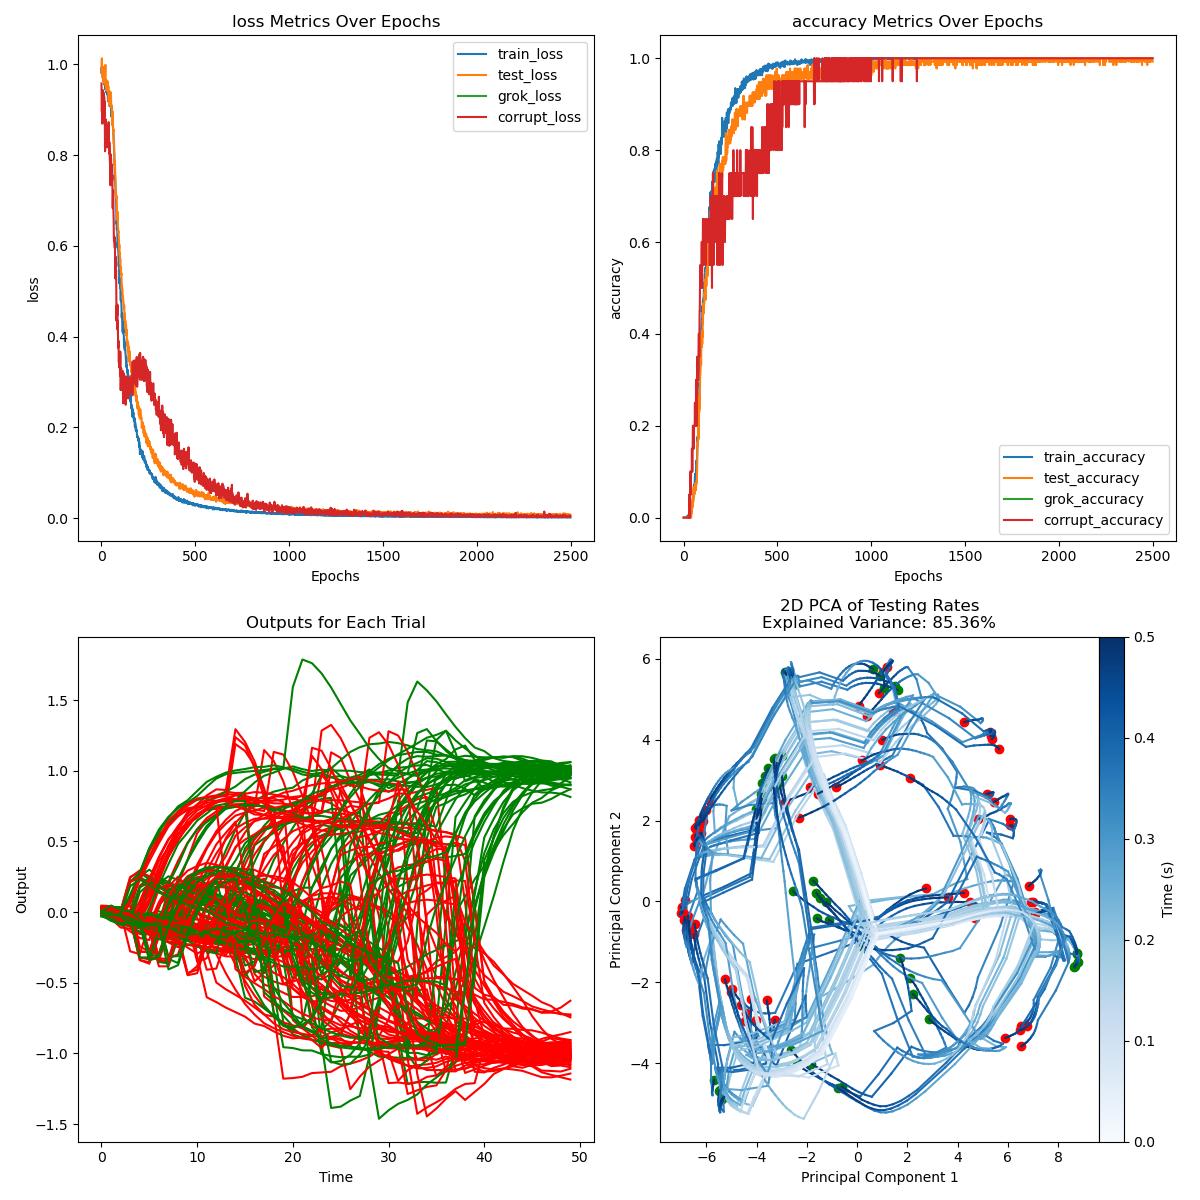 loss Metrics Over Epochs
1.0
0.8
0.6
0.4
0.2
0.0
loss
0
500
1000
1500
2000
2500
Epochs
train_loss
test_loss
grok_loss
corrupt_loss
accuracy Metrics Over Epochs
1.0
0.8
0.6
0.4
0.2
0.0
accuracy
0
500
1000
1500
2000
2500
Epochs
train_accuracy
test_accuracy
grok_accuracy
corrupt_accuracy
Outputs for Each Trial
1.5
1.0
0.5
0.0
−0.5
−1.0
−1.5
Output
0
10
20
30
40
50
Time
2D PCA of Testing Rates
Explained Variance: 85.36%
6
4
2
0
−2
−4
Principal Component 2
−6
−4
−2
0
2
4
6
8
Principal Component 1
0.5
0.4
0.3
0.2
0.1
0.0
Time (s)